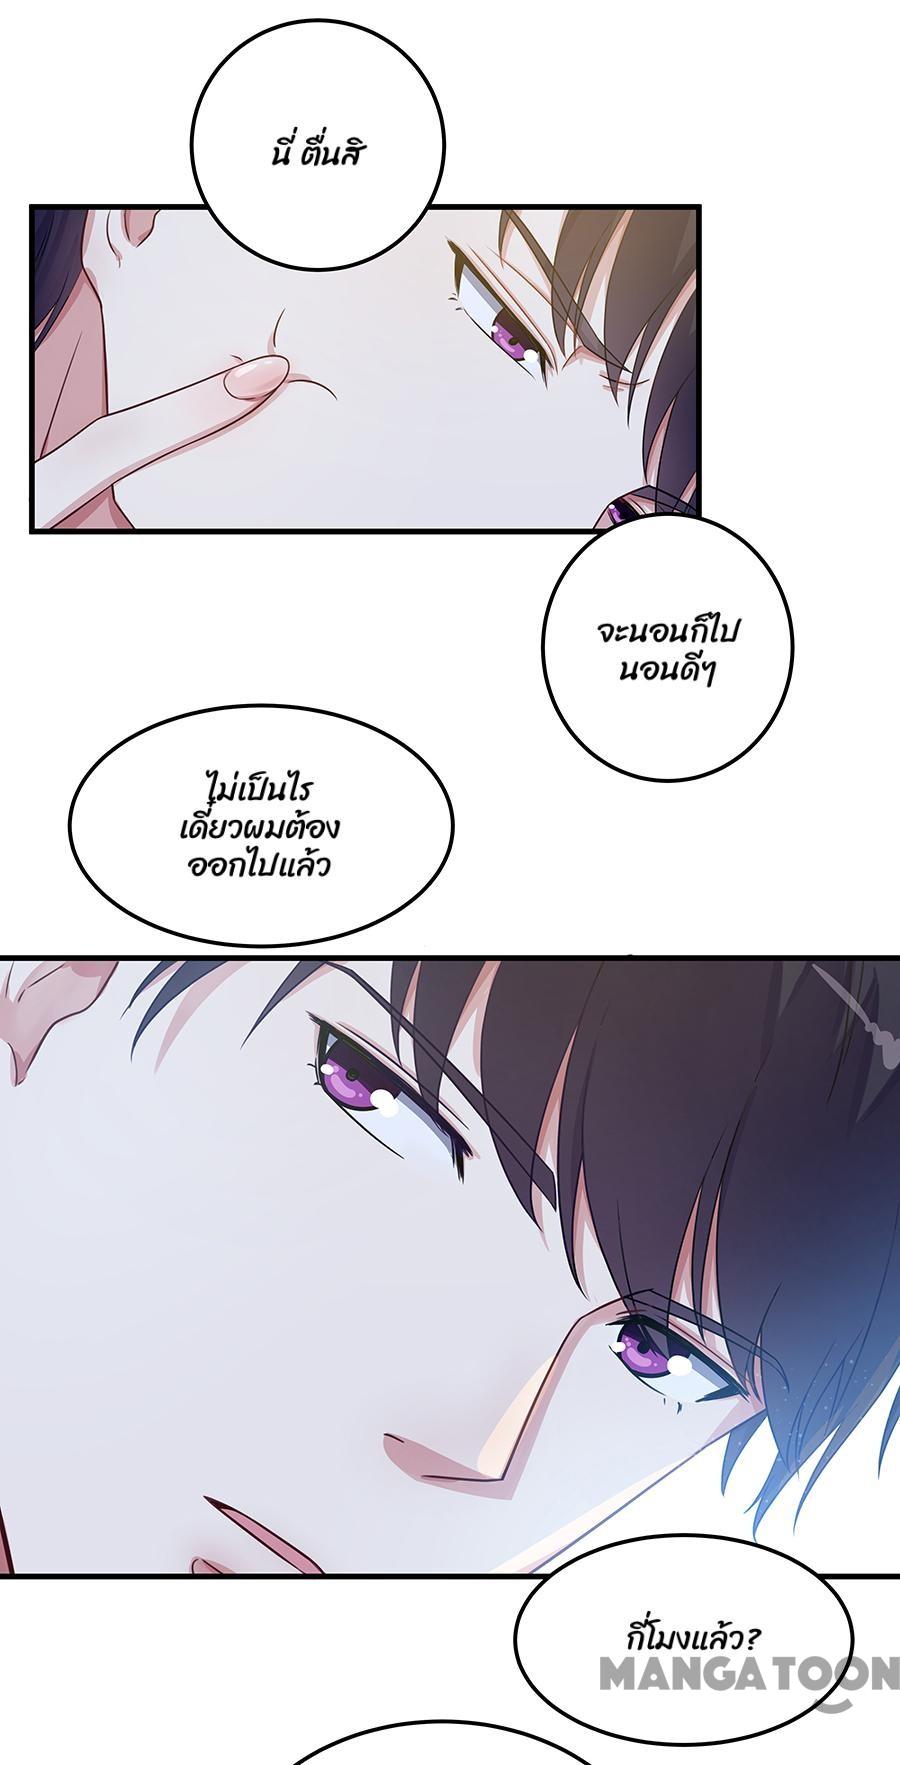 นี่ ตื่นสิ
จะนอนก็ไป
นอนดีๆ
ไม่เป็นไร
เดี๋ยวผมต้อง
ออกไปแล้ว
กี่โมงแล้ว?
MANGATOON